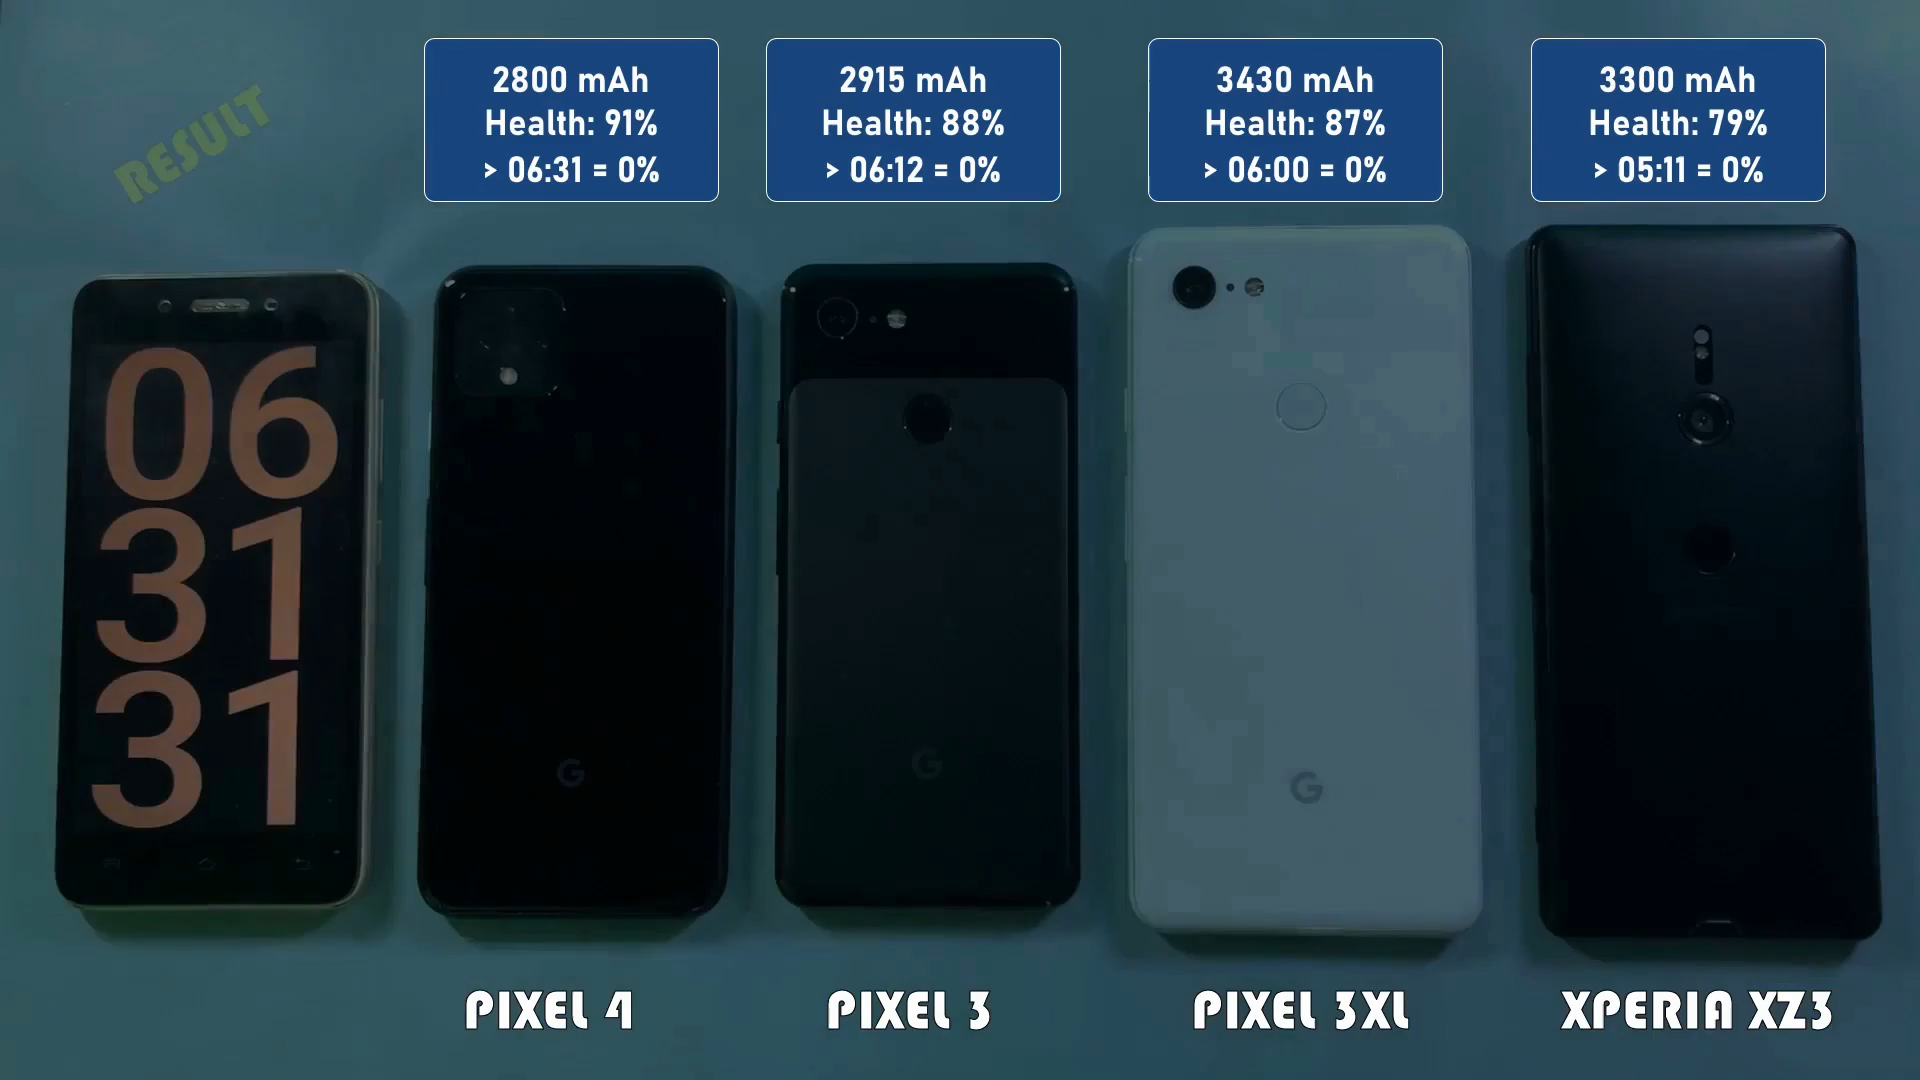 RESULT
2800 mAh
Health: 91%
> 06:31 = 0%
2915 mAh
Health: 88%
> 06:12 = 0%
3430 mAh
Health: 87%
> 06:00 = 0%
3300 mAh
Health: 79%
> 05:11 = 0%
06
31
31
G
G
G
PIXEL 4
PIXEL 3
PIXEL 3XL
XPERIA XZ3